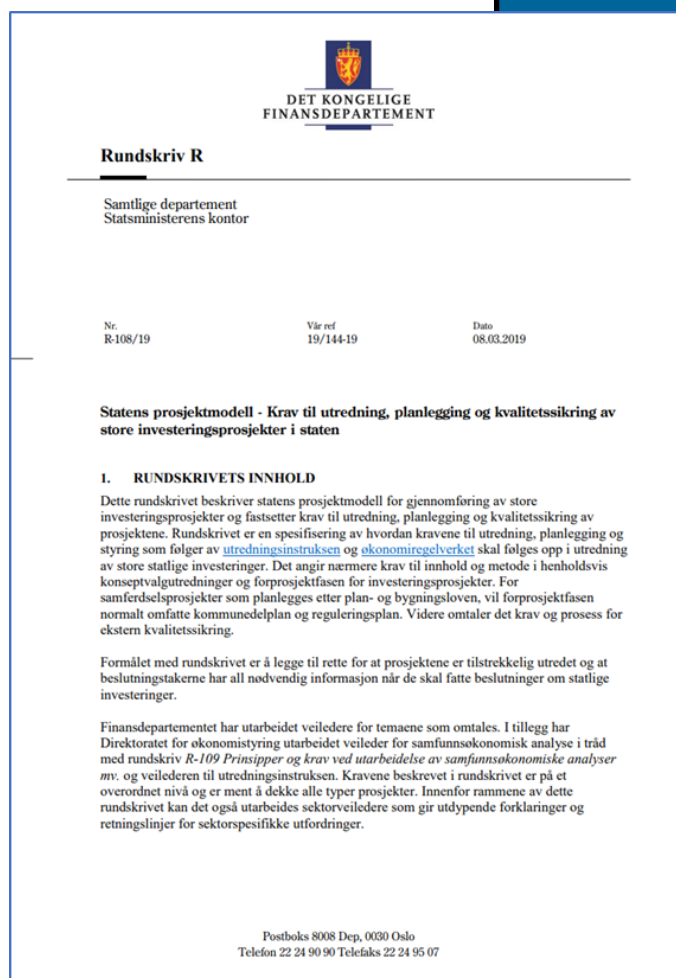 DET KONGELIGE
FINANSDEPARTEMENT
Rundskriv R
Samtlige departement
Statsministerens kontor
Nr.
R-108/19
Vår ref
19/144-19
Dato
08.03.2019
Statens prosjektmodell - Krav til utredning, planlegging og kvalitetssikring av
store investeringsprosjekter i staten
1. RUNDSKRIVETS INNHOLD
Dette rundskrivet beskriver statens prosjektmodell for gjennomføring av store
investeringsprosjekter og fastsetter krav til utredning, planlegging og kvalitetssikring av
prosjektene. Rundskrivet er en spesifisering av hvordan kravene til utredning, planlegging og
styring som følger av utredningsinstruksen og økonomiregelverket skal følges opp i utredning
av store statlige investeringer. Det angir nærmere krav til innhold og metode i henholdsvis
konseptvalgutredninger og forprosjektfasen for investeringsprosjekter. For
samferdselsprosjekter som planlegges etter plan- og bygningsloven, vil forprosjektfasen
normalt omfatte kommunedelplan og reguleringsplan. Videre omtaler det krav og prosess for
ekstern kvalitetssikring.
Formålet med rundskrivet er å legge til rette for at prosjektene er tilstrekkelig utredet og at
beslutningstakerne har all nødvendig informasjon når de skal fatte beslutninger om statlige
investeringer.
Finansdepartementet har utarbeidet veiledere for temaene som omtales. I tillegg har
Direktoratet for økonomistyring utarbeidet veileder for samfunnsøkonomisk analyse i tråd
med rundskriv R-109 Prinsipper og krav ved utarbeidelse av samfunnsøkonomiske analyser
mv. og veilederen til utredningsinstruksen. Kravene beskrevet i rundskrivet er på et
overordnet nivå og er ment å dekke alle typer prosjekter. Innenfor rammene av dette
rundskrivet kan det også utarbeides sektorveiledere som gir utdypende forklaringer og
retningslinjer for sektorspesifikke utfordringer.
Postboks 8008 Dep, 0030 Oslo
Telefon 22 24 90 90 Telefaks 22 24 95 07